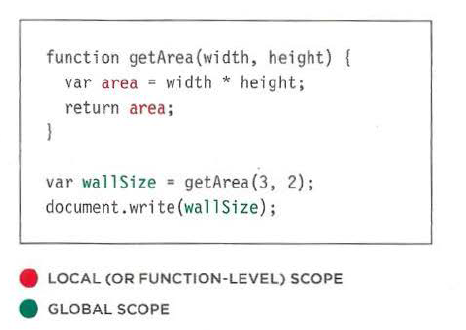 function getArea(width, height) {
  var area = width * height;
  return area;
}
var wallSize = getArea(3, 2);
document.write(wallSize);
LOCAL (OR FUNCTION-LEVEL) SCOPE
GLOBAL SCOPE